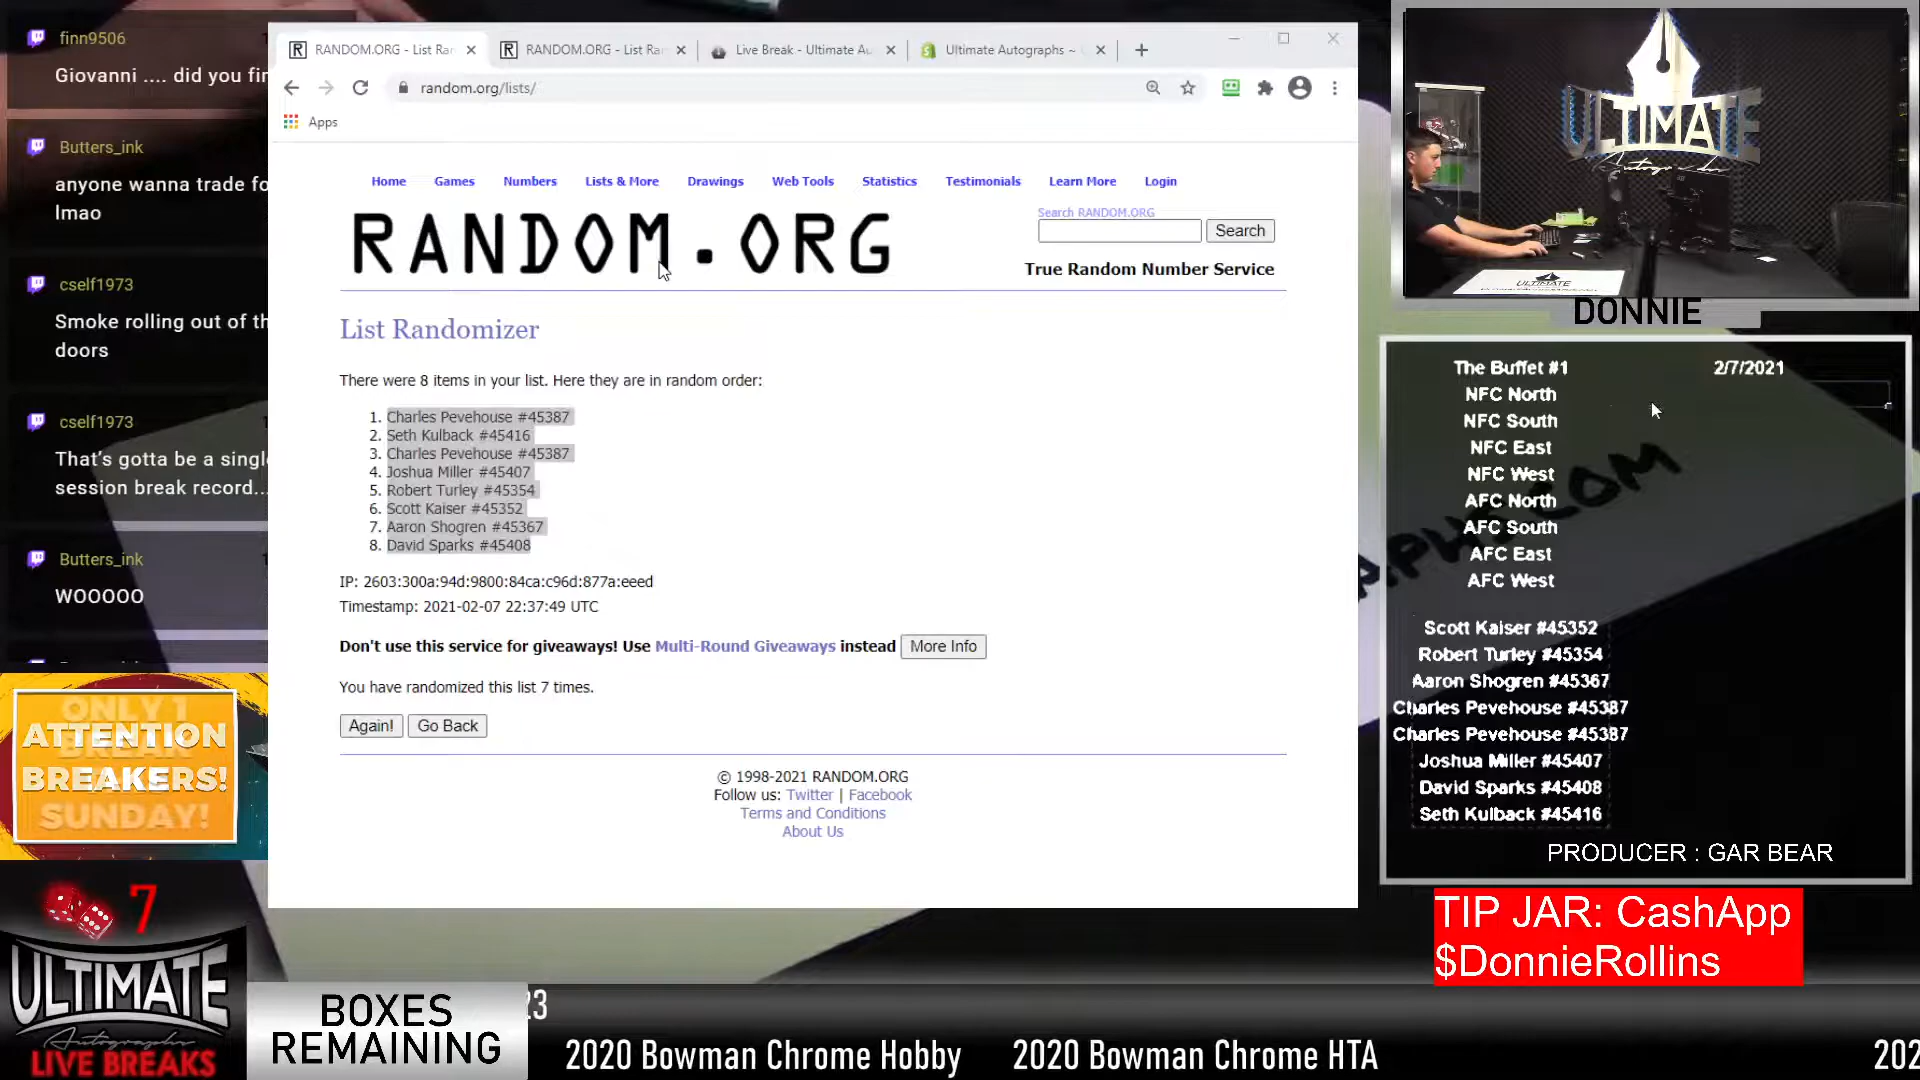 finn9506
Giovanni .... did you fir
Butters_ink
anyone wanna trade fo
lmao
cself1973
Smoke rolling out of th
doors
cself1973
That's gotta be a singl
session break record...
Butters_ink
WOOOOO
ONLY 1
ATTENTION
BREAKERS!
SUNDAY!
7
ULTIMATE
Autographs
LIVE BREAKS
RANDOM.ORG - List Ra
RANDOM.ORG - List Ra
Live Break - Ultimate Au
Ultimate Autographs ~
random.org/lists/
Apps
Home Games Numbers Lists & More Drawings Web Tools Statistics Testimonials Learn More Login
RANDOM.ORG
Search RANDOM.ORG
Search
True Random Number Service
List Randomizer
There were 8 items in your list. Here they are in random order:
1. Charles Pevehouse #45387
2. Seth Kulback #45416
3. Charles Pevehouse #45387
4. Joshua Miller #45407
5. Robert Turley #45354
6. Scott Kaiser #45352
7. Aaron Shogren #45367
8. David Sparks #45408
IP: 2603:300a:94d:9800:84ca:c96d:877a:eeed
Timestamp: 2021-02-07 22:37:49 UTC
Don't use this service for giveaways! Use Multi-Round Giveaways instead More Info
You have randomized this list 7 times.
Again! Go Back
© 1998-2021 RANDOM.ORG
Follow us: Twitter | Facebook
Terms and Conditions
About Us
ULTIMATE
Autographs
ULTIMATE
DONNIE
The Buffet #1 2/7/2021
NFC North
NFC South
NFC East
NFC West
AFC North
AFC South
AFC East
AFC West
Scott Kaiser #45352
Robert Turley #45354
Aaron Shogren #45367
Charles Pevehouse #45387
Charles Pevehouse #45387
Joshua Miller #45407
David Sparks #45408
Seth Kulback #45416
PRODUCER : GAR BEAR
APHS.COM
TIP JAR: CashApp
$DonnieRollins
BOXES
REMAINING
23
2020 Bowman Chrome Hobby 2020 Bowman Chrome HTA 202